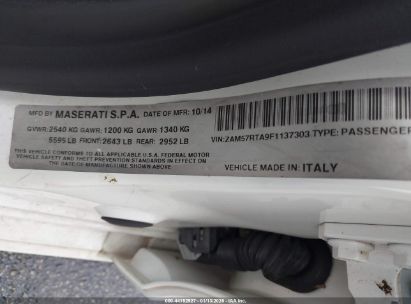 MFD BY MASERATI S.P.A. DATE OF MFR: 10/14
GVWR: 2540 KG GAWR: 1200 KG GAWR 1340 KG
5595 LB FRONT: 2643 LB REAR: 2952 LB
VIN:ZAM57RTA9F1137303 TYPE: PASSENGER
THIS VEHICLE CONFORMS TO ALL APPLICABLE U.S.A. FEDERAL MOTOR
VEHICLE SAFETY AND THEFT PREVENTION STANDARDS IN EFFECT ON
THE DATE OF MANUFACTURE SHOWN ABOVE.
VEHICLE MADE IN: ITALY